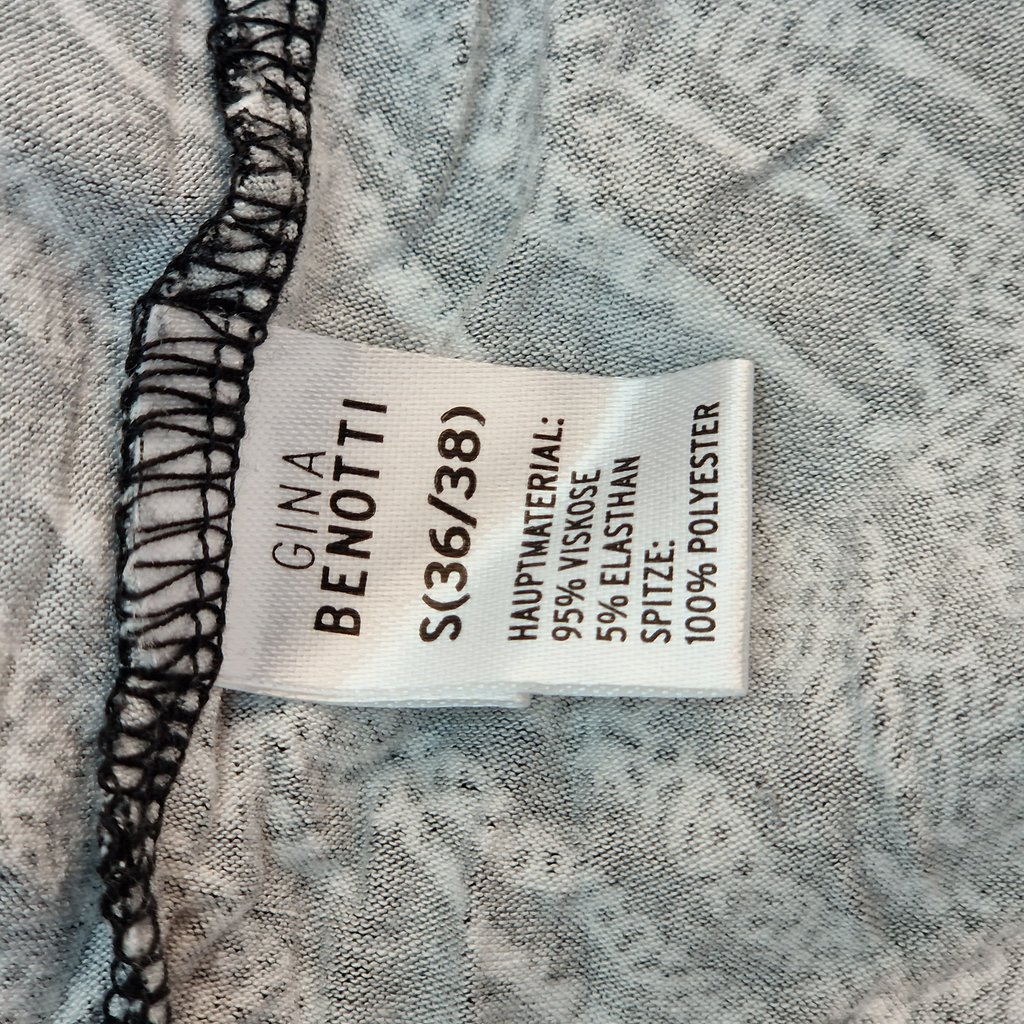 GINA
BENOTTI
S(36/38)
HAUPTMATERIAL:
95% VISKOSE
5% ELASTHAN
SPITZE:
100% POLYESTER